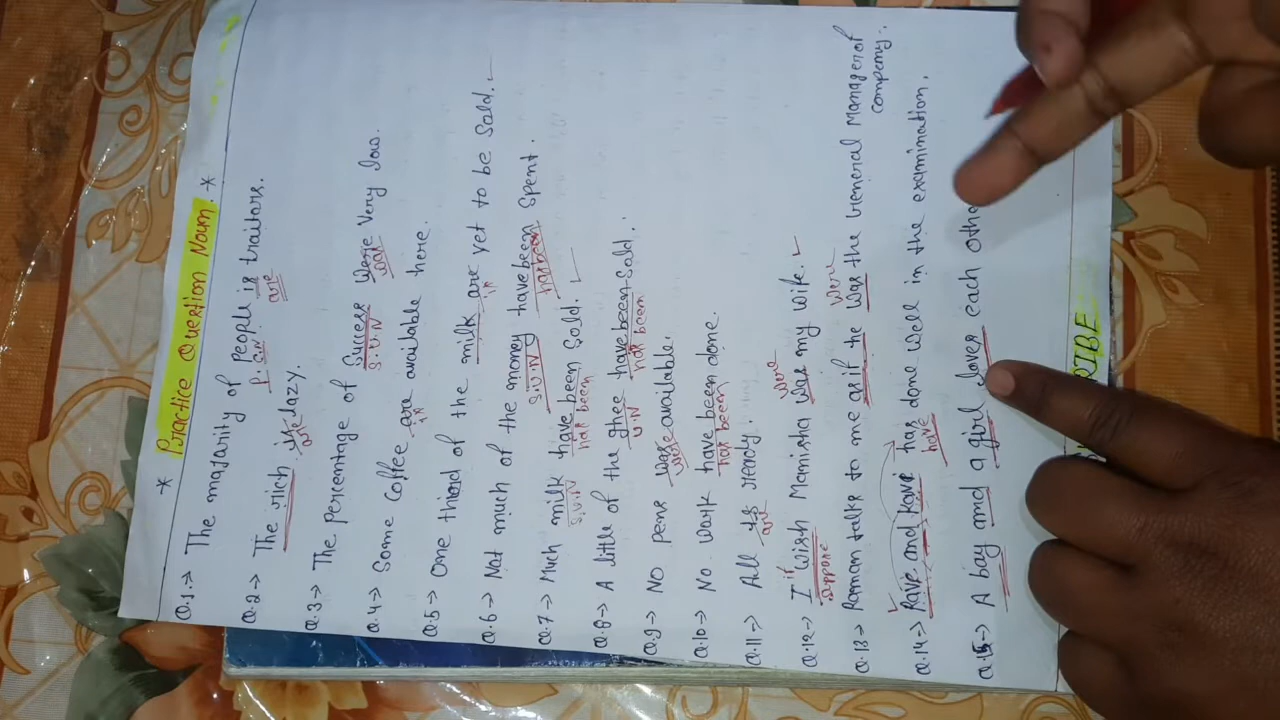 * Practice Question Noun. *
Q.1.→ The majority of people is traitors.
P.C.N are
Q.2→ The rich is lazy.
are
Q.3→ The percentage of success were very low.
S.U.N was
Q.4→ Some coffee are available here.
is
Q.5→ One third of the milk are yet to be sold.
is
Q.6→ Not much of the money have been spent.
S.U.N has been
Q.7→ Much milk have been sold.
S.U.N has been
Q.8→ A little of the ghee have been sold.
U.N has been
Q.9→ No pens was available.
were
Q.10→ No work have been done.
has been
Q.11→ All is ready.
are
Q.12→ I wish Manisha was my wife.
if were
suppose
Q.13→ Raman talks to me as if he was the General Manager of company.
were
Q.14→ and has done well in the examination.
have
Q.15→ A boy and a girl loves each othe
RIBE